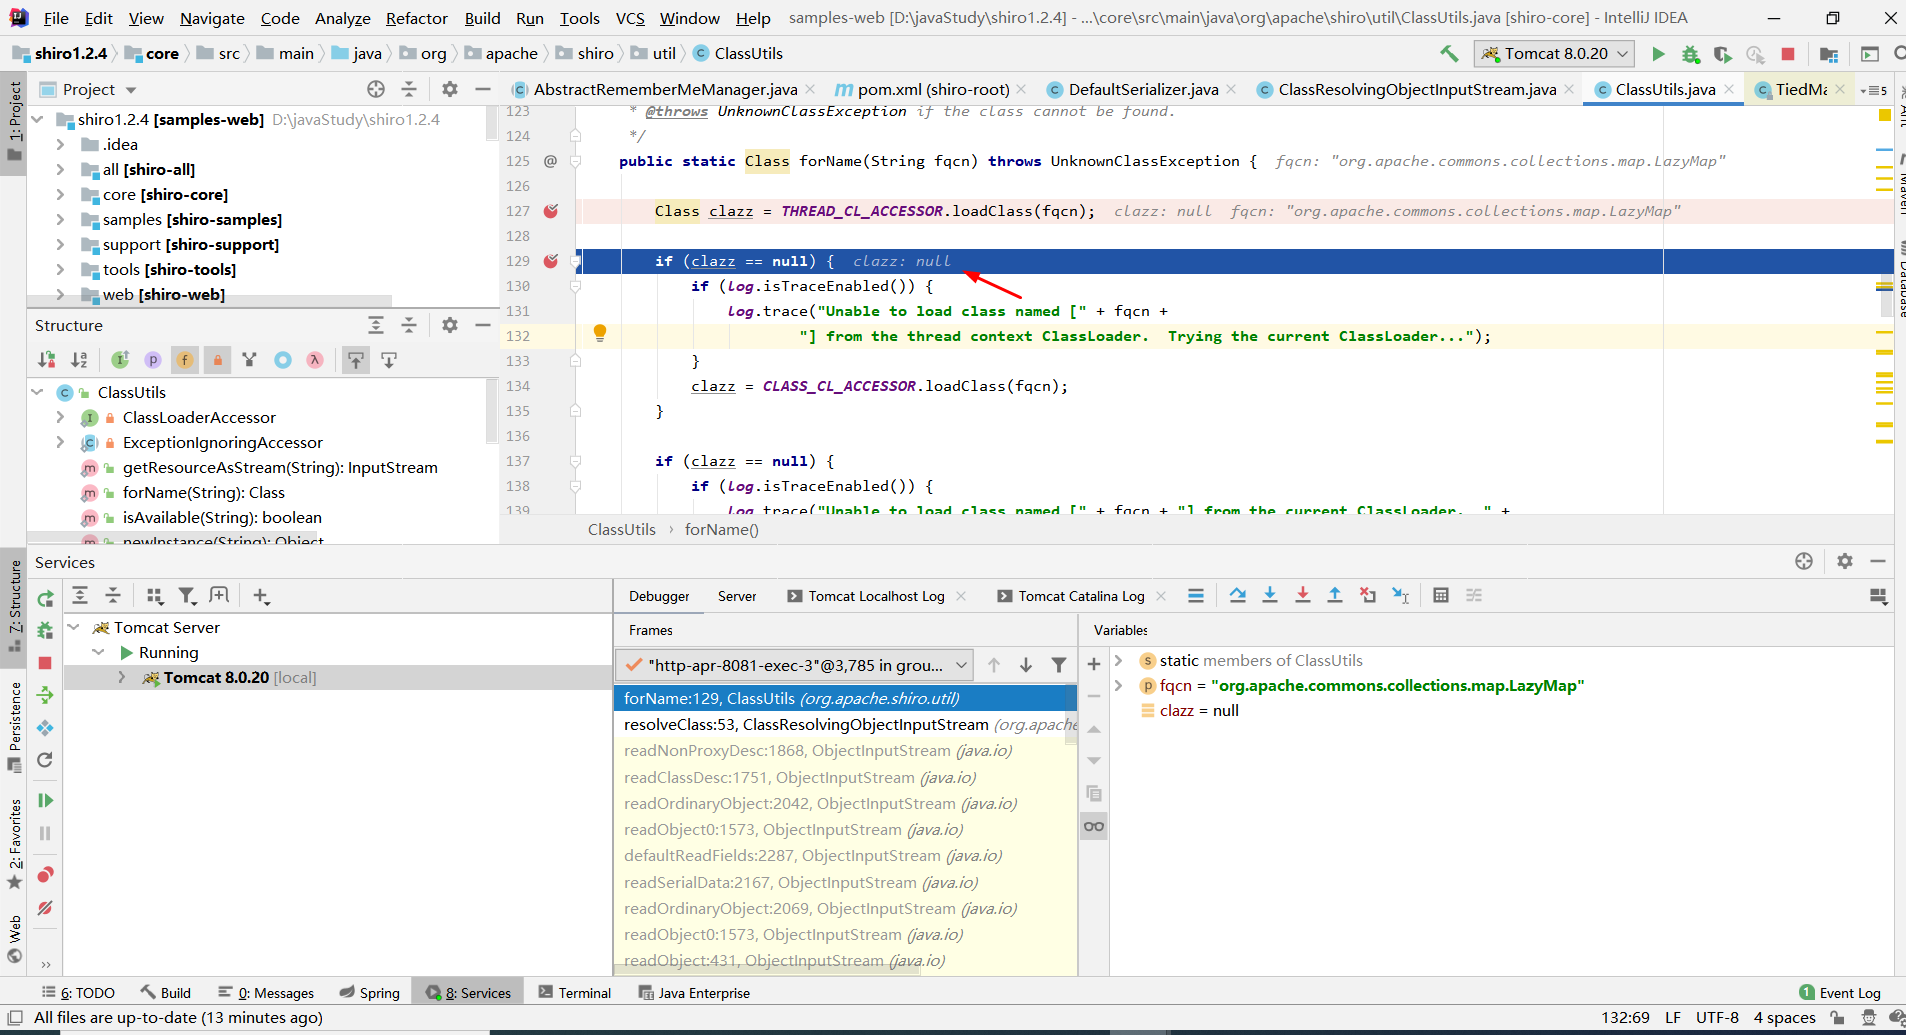 File Edit View Navigate Code Analyze Refactor Build Run Tools VCS Window Help samples-web [D:\javaStudy\shiro1.2.4] - ...\core\src\main\java\org\apache\shiro\util\ClassUtils.java [shiro-core] - IntelliJ IDEA
shiro1.2.4 core src main java org apache shiro util ClassUtils Tomcat 8.0.20
1: Project
Project
shiro1.2.4 [samples-web] D:\javaStudy\shiro1.2.4
.idea
all [shiro-all]
core [shiro-core]
samples [shiro-samples]
support [shiro-support]
tools [shiro-tools]
web [shiro-web]
AbstractRememberMeManager.java pom.xml (shiro-root) DefaultSerializer.java ClassResolvingObjectInputStream.java ClassUtils.java TiedMa 5
123 * @throws UnknownClassException if the class cannot be found.
124 */
125 @ public static Class forName(String fqcn) throws UnknownClassException { fqcn: "org.apache.commons.collections.map.LazyMap"
126
127 Class clazz = THREAD_CL_ACCESSOR.loadClass(fqcn); clazz: null fqcn: "org.apache.commons.collections.map.LazyMap"
128
129 if (clazz == null) { clazz: null
130 if (log.isTraceEnabled()) {
131 log.trace("Unable to load class named [" + fqcn +
132 "] from the thread context ClassLoader.  Trying the current ClassLoader...");
133 }
134 clazz = CLASS_CL_ACCESSOR.loadClass(fqcn);
135 }
136
137 if (clazz == null) {
138 if (log.isTraceEnabled()) {
139 log.trace("Unable to load class named [" + fqcn + "] from the current ClassLoader.  " +
ClassUtils › forName()
Maven
Database
Structure
ClassUtils
ClassLoaderAccessor
ExceptionIgnoringAccessor
getResourceAsStream(String): InputStream
forName(String): Class
isAvailable(String): boolean
newInstance(String): Object
7: Structure
Persistence
2: Favorites
Web
Services
Tomcat Server
Running
Tomcat 8.0.20 [local]
Debugger Server Tomcat Localhost Log Tomcat Catalina Log
Frames
"http-apr-8081-exec-3"@3,785 in grou...
forName:129, ClassUtils (org.apache.shiro.util)
resolveClass:53, ClassResolvingObjectInputStream (org.apache
readNonProxyDesc:1868, ObjectInputStream (java.io)
readClassDesc:1751, ObjectInputStream (java.io)
readOrdinaryObject:2042, ObjectInputStream (java.io)
readObject0:1573, ObjectInputStream (java.io)
defaultReadFields:2287, ObjectInputStream (java.io)
readSerialData:2167, ObjectInputStream (java.io)
readOrdinaryObject:2069, ObjectInputStream (java.io)
readObject0:1573, ObjectInputStream (java.io)
readObject:431, ObjectInputStream (java.io)
Variables
static members of ClassUtils
fqcn = "org.apache.commons.collections.map.LazyMap"
clazz = null
6: TODO Build 0: Messages Spring 8: Services Terminal Java Enterprise 1 Event Log
All files are up-to-date (13 minutes ago) 132:69 LF UTF-8 4 spaces